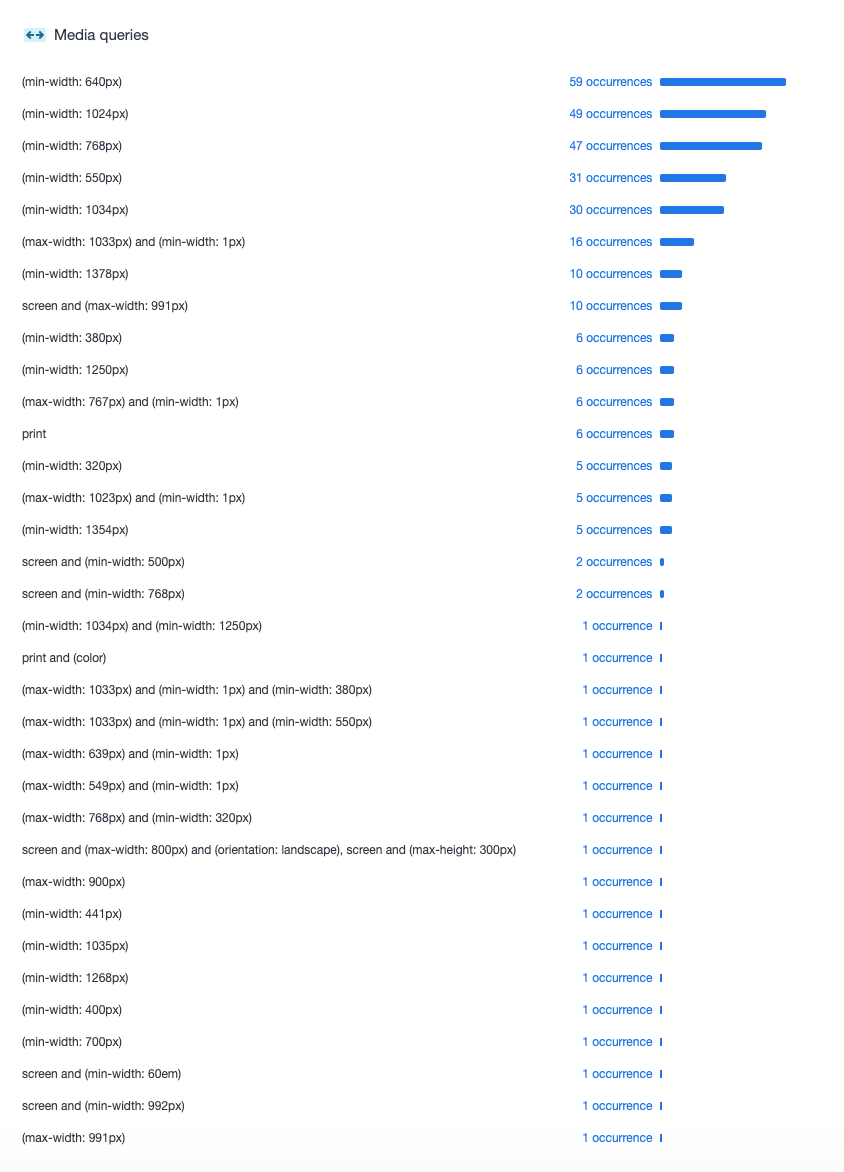 Media queries
(min-width: 640px) 59 occurrences
(min-width: 1024px) 49 occurrences
(min-width: 768px) 47 occurrences
(min-width: 550px) 31 occurrences
(min-width: 1034px) 30 occurrences
(max-width: 1033px) and (min-width: 1px) 16 occurrences
(min-width: 1378px) 10 occurrences
screen and (max-width: 991px) 10 occurrences
(min-width: 380px) 6 occurrences
(min-width: 1250px) 6 occurrences
(max-width: 767px) and (min-width: 1px) 6 occurrences
print 6 occurrences
(min-width: 320px) 5 occurrences
(max-width: 1023px) and (min-width: 1px) 5 occurrences
(min-width: 1354px) 5 occurrences
screen and (min-width: 500px) 2 occurrences
screen and (min-width: 768px) 2 occurrences
(min-width: 1034px) and (min-width: 1250px) 1 occurrence
print and (color) 1 occurrence
(max-width: 1033px) and (min-width: 1px) and (min-width: 380px) 1 occurrence
(max-width: 1033px) and (min-width: 1px) and (min-width: 550px) 1 occurrence
(max-width: 639px) and (min-width: 1px) 1 occurrence
(max-width: 549px) and (min-width: 1px) 1 occurrence
(max-width: 768px) and (min-width: 320px) 1 occurrence
screen and (max-width: 800px) and (orientation: landscape), screen and (max-height: 300px) 1 occurrence
(max-width: 900px) 1 occurrence
(min-width: 441px) 1 occurrence
(min-width: 1035px) 1 occurrence
(min-width: 1268px) 1 occurrence
(min-width: 400px) 1 occurrence
(min-width: 700px) 1 occurrence
screen and (min-width: 60em) 1 occurrence
screen and (min-width: 992px) 1 occurrence
(max-width: 991px) 1 occurrence